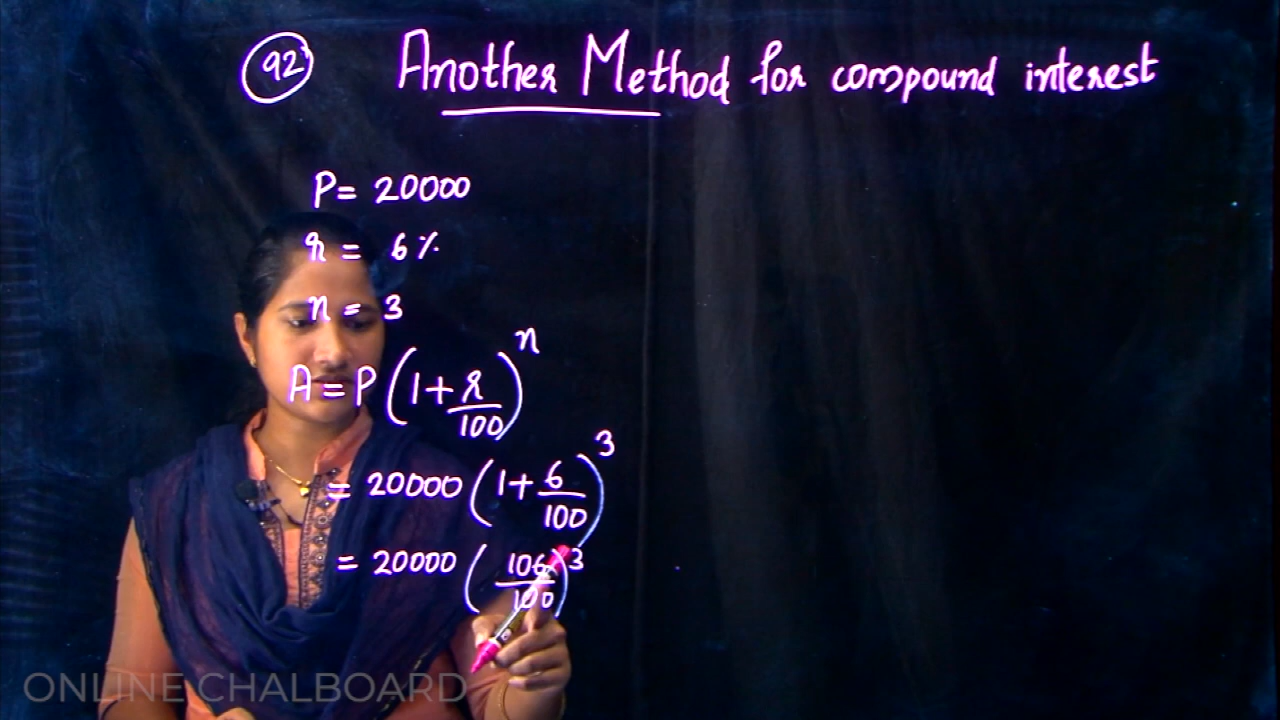 92 Another Method for compound interest
P = 20000
r = 6%
n = 3
A = P (1 + r/100)^n
= 20000 (1 + 6/100)^3
= 20000 (106/100)^3
ONLINE CHALBOARD